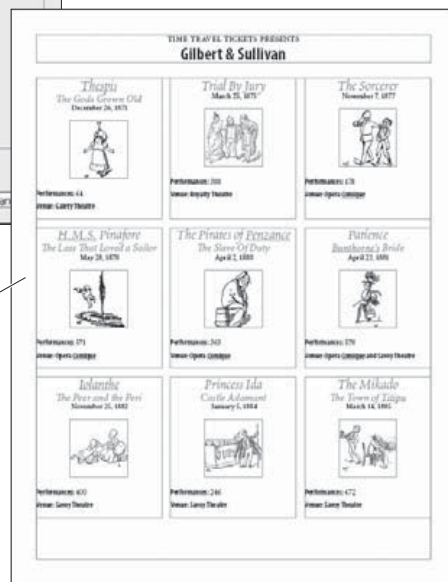 TIME TRAVEL TICKETS PRESENTS
Gilbert & Sullivan
Thespis
The Gods Grown Old
December 26, 1871
Performances: 64
Venue: Gaiety Theatre
Trial By Jury
March 25, 1875
Performances: 300
Venue: Royalty Theatre
The Sorcerer
November 7, 1877
Performances: 178
Venue: Opera Comique
H.M.S. Pinafore
The Lass That Loved a Sailor
May 28, 1878
Performances: 571
Venue: Opera Comique
The Pirates of Penzance
The Slave Of Duty
April 2, 1880
Performances: 363
Venue: Opera Comique
Patience
Bunthorne's Bride
April 23, 1881
Performances: 578
Venue: Opera Comique and Savoy Theatre
Iolanthe
The Peer and the Peri
November 25, 1882
Performances: 400
Venue: Savoy Theatre
Princess Ida
Castle Adamant
January 5, 1884
Performances: 246
Venue: Savoy Theatre
The Mikado
The Town of Titipu
March 14, 1885
Performances: 672
Venue: Savoy Theatre